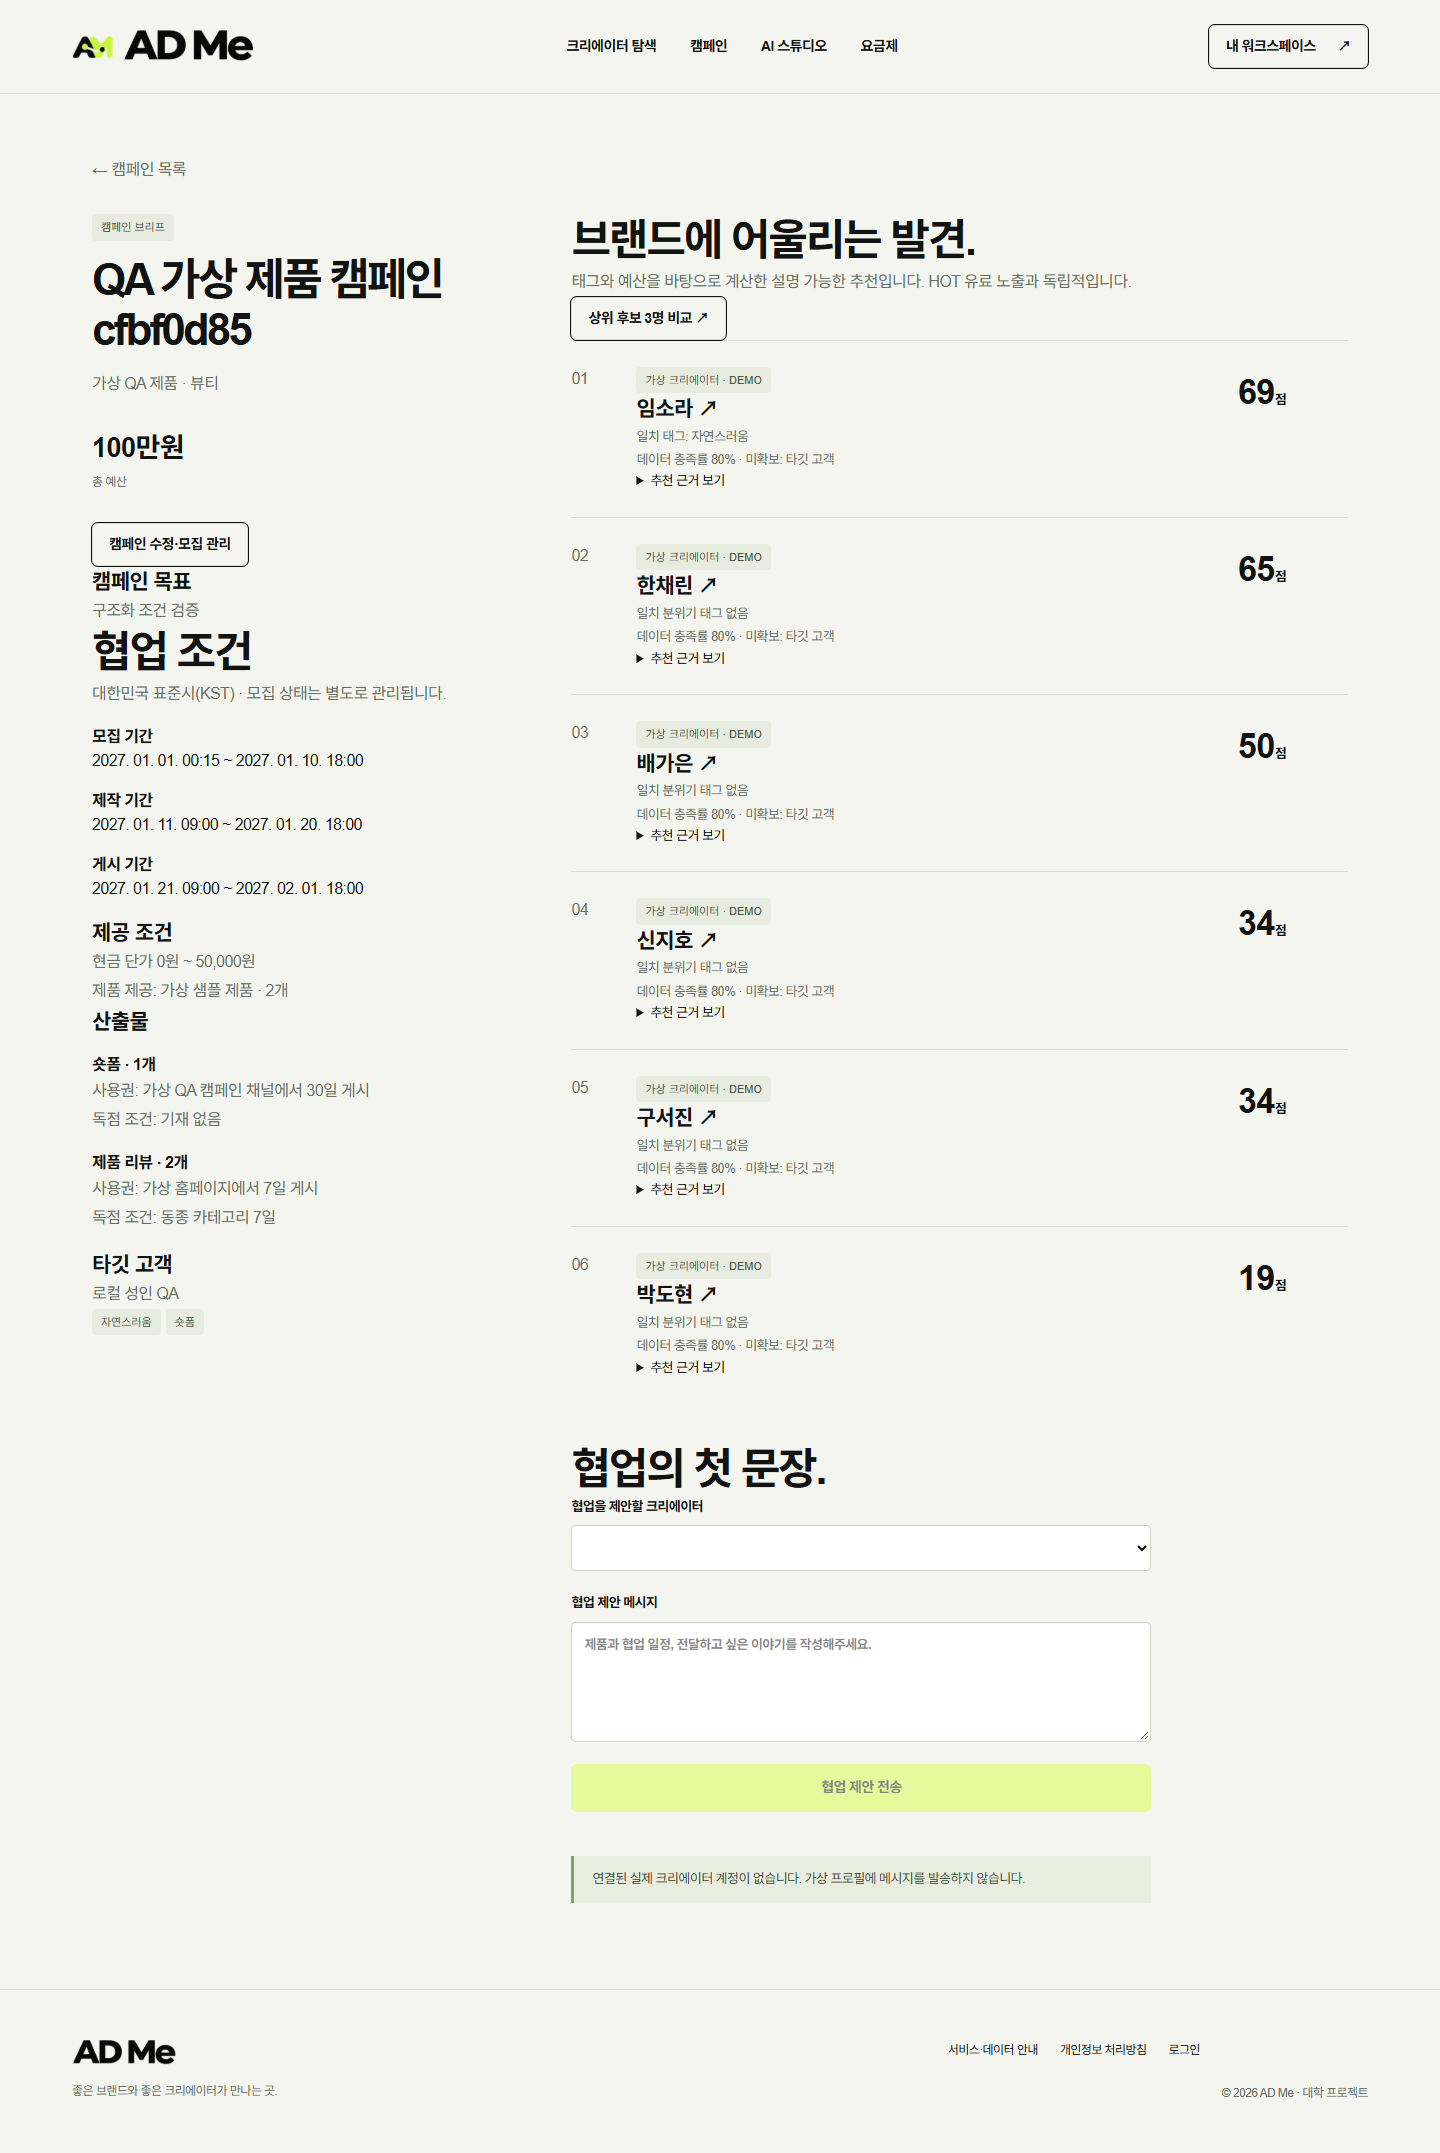 AM AD Me
크리에이터 탐색 캠페인 AI 스튜디오 요금제
내 워크스페이스 ↗
← 캠페인 목록
캠페인 브리프
QA 가상 제품 캠페인
cfbf0d85
가상 QA 제품 · 뷰티
100만원
총 예산
캠페인 수정·모집 관리
캠페인 목표
구조화 조건 검증
협업 조건
대한민국 표준시(KST) · 모집 상태는 별도로 관리됩니다.
모집 기간
2027. 01. 01. 00:15 ~ 2027. 01. 10. 18:00
제작 기간
2027. 01. 11. 09:00 ~ 2027. 01. 20. 18:00
게시 기간
2027. 01. 21. 09:00 ~ 2027. 02. 01. 18:00
제공 조건
현금 단가 0원 ~ 50,000원
제품 제공: 가상 샘플 제품 · 2개
산출물
숏폼 · 1개
사용권: 가상 QA 캠페인 채널에서 30일 게시
독점 조건: 기재 없음
제품 리뷰 · 2개
사용권: 가상 홈페이지에서 7일 게시
독점 조건: 동종 카테고리 7일
타깃 고객
로컬 성인 QA
자연스러움 숏폼
브랜드에 어울리는 발견.
태그와 예산을 바탕으로 계산한 설명 가능한 추천입니다. HOT 유료 노출과 독립적입니다.
상위 후보 3명 비교 ↗
01
가상 크리에이터 · DEMO
임소라 ↗
일치 태그: 자연스러움
데이터 충족률 80% · 미확보: 타깃 고객
▶ 추천 근거 보기
69점
02
가상 크리에이터 · DEMO
한채린 ↗
일치 분위기 태그 없음
데이터 충족률 80% · 미확보: 타깃 고객
▶ 추천 근거 보기
65점
03
가상 크리에이터 · DEMO
배가은 ↗
일치 분위기 태그 없음
데이터 충족률 80% · 미확보: 타깃 고객
▶ 추천 근거 보기
50점
04
가상 크리에이터 · DEMO
신지호 ↗
일치 분위기 태그 없음
데이터 충족률 80% · 미확보: 타깃 고객
▶ 추천 근거 보기
34점
05
가상 크리에이터 · DEMO
구서진 ↗
일치 분위기 태그 없음
데이터 충족률 80% · 미확보: 타깃 고객
▶ 추천 근거 보기
34점
06
가상 크리에이터 · DEMO
박도현 ↗
일치 분위기 태그 없음
데이터 충족률 80% · 미확보: 타깃 고객
▶ 추천 근거 보기
19점
협업의 첫 문장.
협업을 제안할 크리에이터
협업 제안 메시지
제품과 협업 일정, 전달하고 싶은 이야기를 작성해주세요.
협업 제안 전송
연결된 실제 크리에이터 계정이 없습니다. 가상 프로필에 메시지를 발송하지 않습니다.
AD Me
좋은 브랜드와 좋은 크리에이터가 만나는 곳.
서비스·데이터 안내 개인정보 처리방침 로그인
© 2026 AD Me · 대학 프로젝트